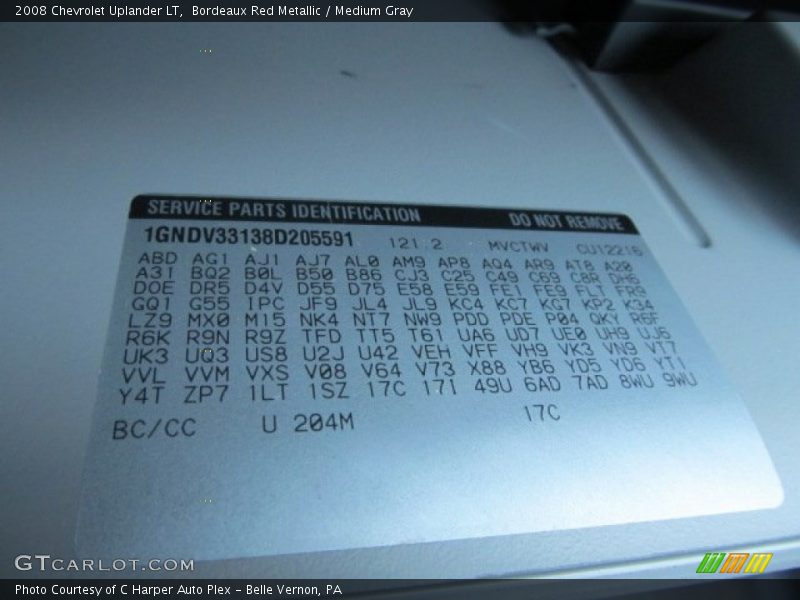 2008 Chevrolet Uplander LT, Bordeaux Red Metallic / Medium Gray
SERVICE PARTS IDENTIFICATION DO NOT REMOVE
1GNDV33138D205591 121.2 MVCTWV CU12216
ABD AG1 AJ1 AJ7 AL0 AM9 AP8 AQ4 AR9 AT8 A20
A31 BQ2 B0L B50 B86 CJ3 C25 C49 C69 C8R DH6
DOE DR5 D4V D55 D75 E58 E59 FE1 FE9 FLT FR9
GQ1 G55 IPC JF9 JL4 JL9 KC4 KC7 KG7 KP2 K34
LZ9 MX0 M15 NK4 NT7 NW9 PDD PDE P04 QKY R6F
R6K R9N R9Z TFD TT5 T61 UA6 UD7 UE0 UH9 UJ6
UK3 U03 US8 U2J U42 VEH VFF VH9 VK3 VN9 VT7
VVL VVM VXS V08 V64 V73 X88 YB6 YD5 YD6 YT1
Y4T ZP7 1LT 1SZ 17C 17I 49U 6AD 7AD 8WU 9WU
BC/CC U 204M 17C
GTCARLOT.COM
Photo Courtesy of C Harper Auto Plex – Belle Vernon, PA